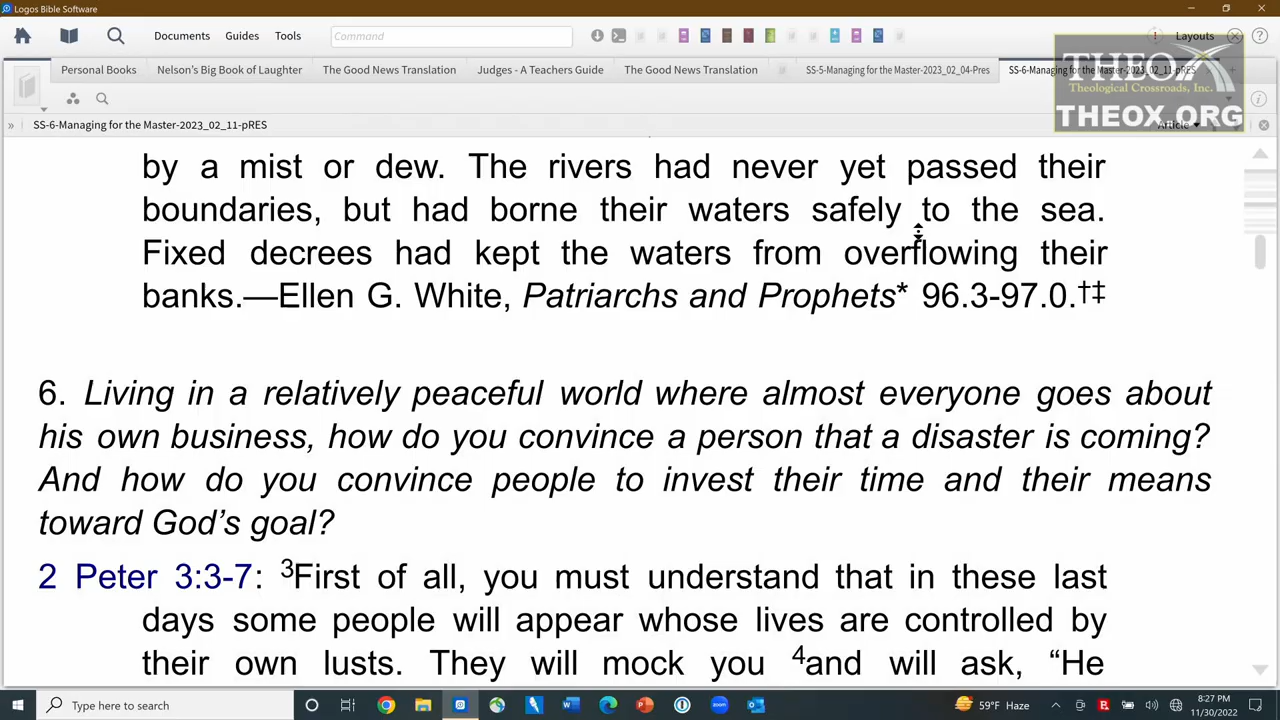 Logos Bible Software
Documents Guides Tools Command Layouts
Personal Books Nelson's Big Book of Laughter The Go Judges - A Teachers Guide The Good News Translation SS-5-Managing for the Master-2023_02_04-Pres SS-6-Managing for the Master-2023_02_11-pRES
THEOX
Theological Crossroads, Inc.
THEOX.ORG
SS-6-Managing for the Master-2023_02_11-pRES Article
by a mist or dew. The rivers had never yet passed their
boundaries, but had borne their waters safely to the sea.
Fixed decrees had kept the waters from overflowing their
banks.—Ellen G. White, Patriarchs and Prophets* 96.3-97.0.†‡
6. Living in a relatively peaceful world where almost everyone goes about
his own business, how do you convince a person that a disaster is coming?
And how do you convince people to invest their time and their means
toward God’s goal?
2 Peter 3:3-7: 3First of all, you must understand that in these last
days some people will appear whose lives are controlled by
their own lusts. They will mock you 4and will ask, “He
Type here to search 59°F Haze 8:27 PM
11/30/2022